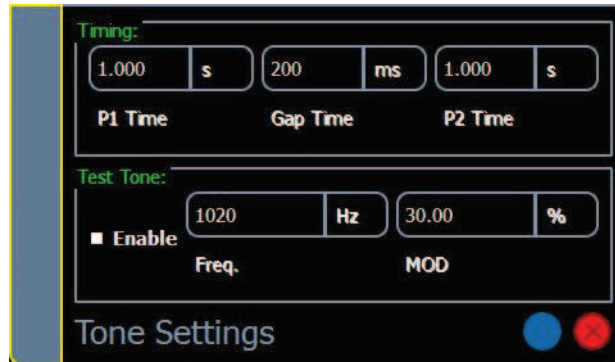 Timing:
1.000 s 200 ms 1.000 s
P1 Time Gap Time P2 Time
Test Tone:
1020 Hz 30.00 %
Enable
Freq. MOD
Tone Settings